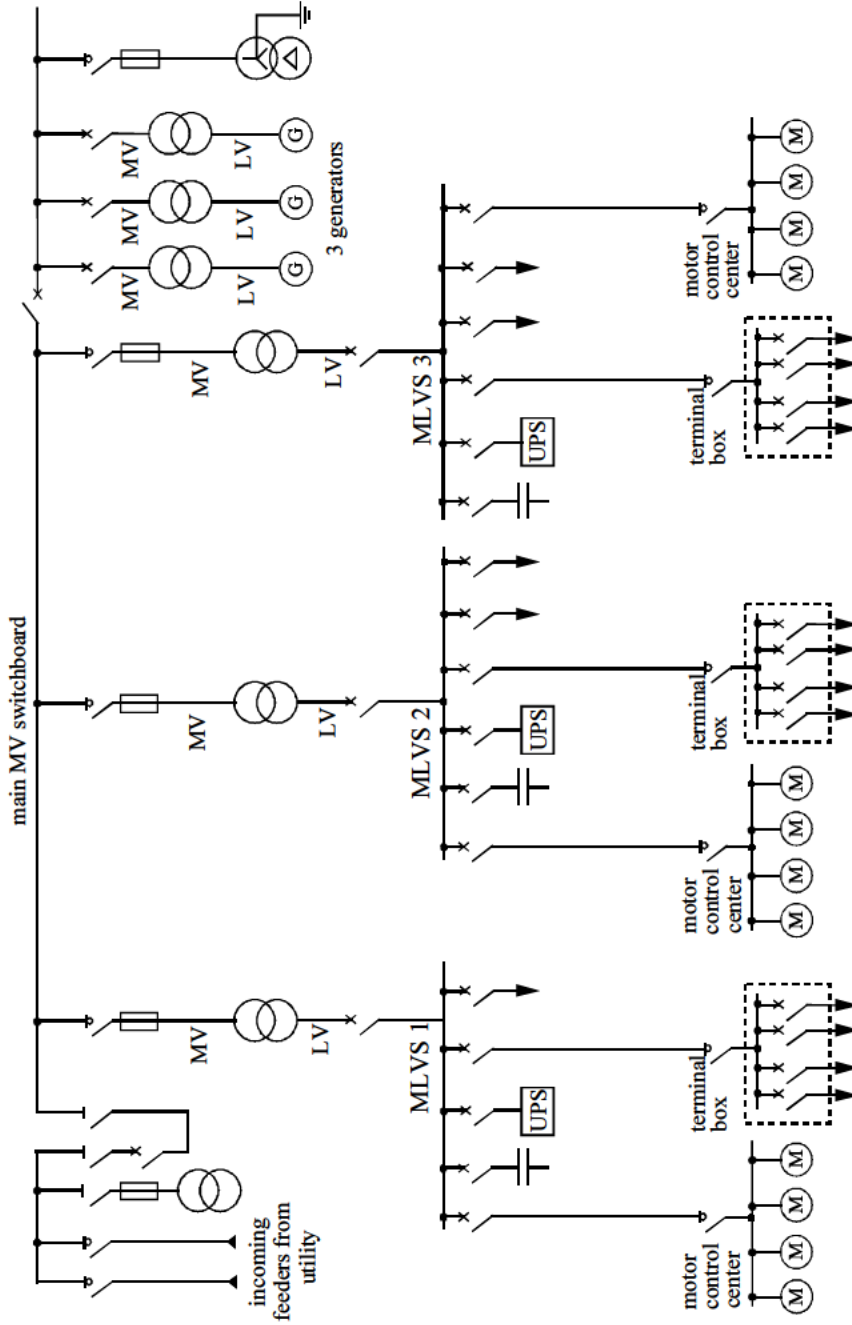 main MV switchboard
incoming
feeders from
utility
MV
MV
MV
MV
MV
MV
LV
LV
LV
LV
LV
LV
G
G
G
3 generators
MLVS 1
MLVS 2
MLVS 3
UPS
UPS
UPS
motor
control
center
terminal
box
motor
control
center
terminal
box
terminal
box
motor
control
center
M
M
M
M
M
M
M
M
M
M
M
M